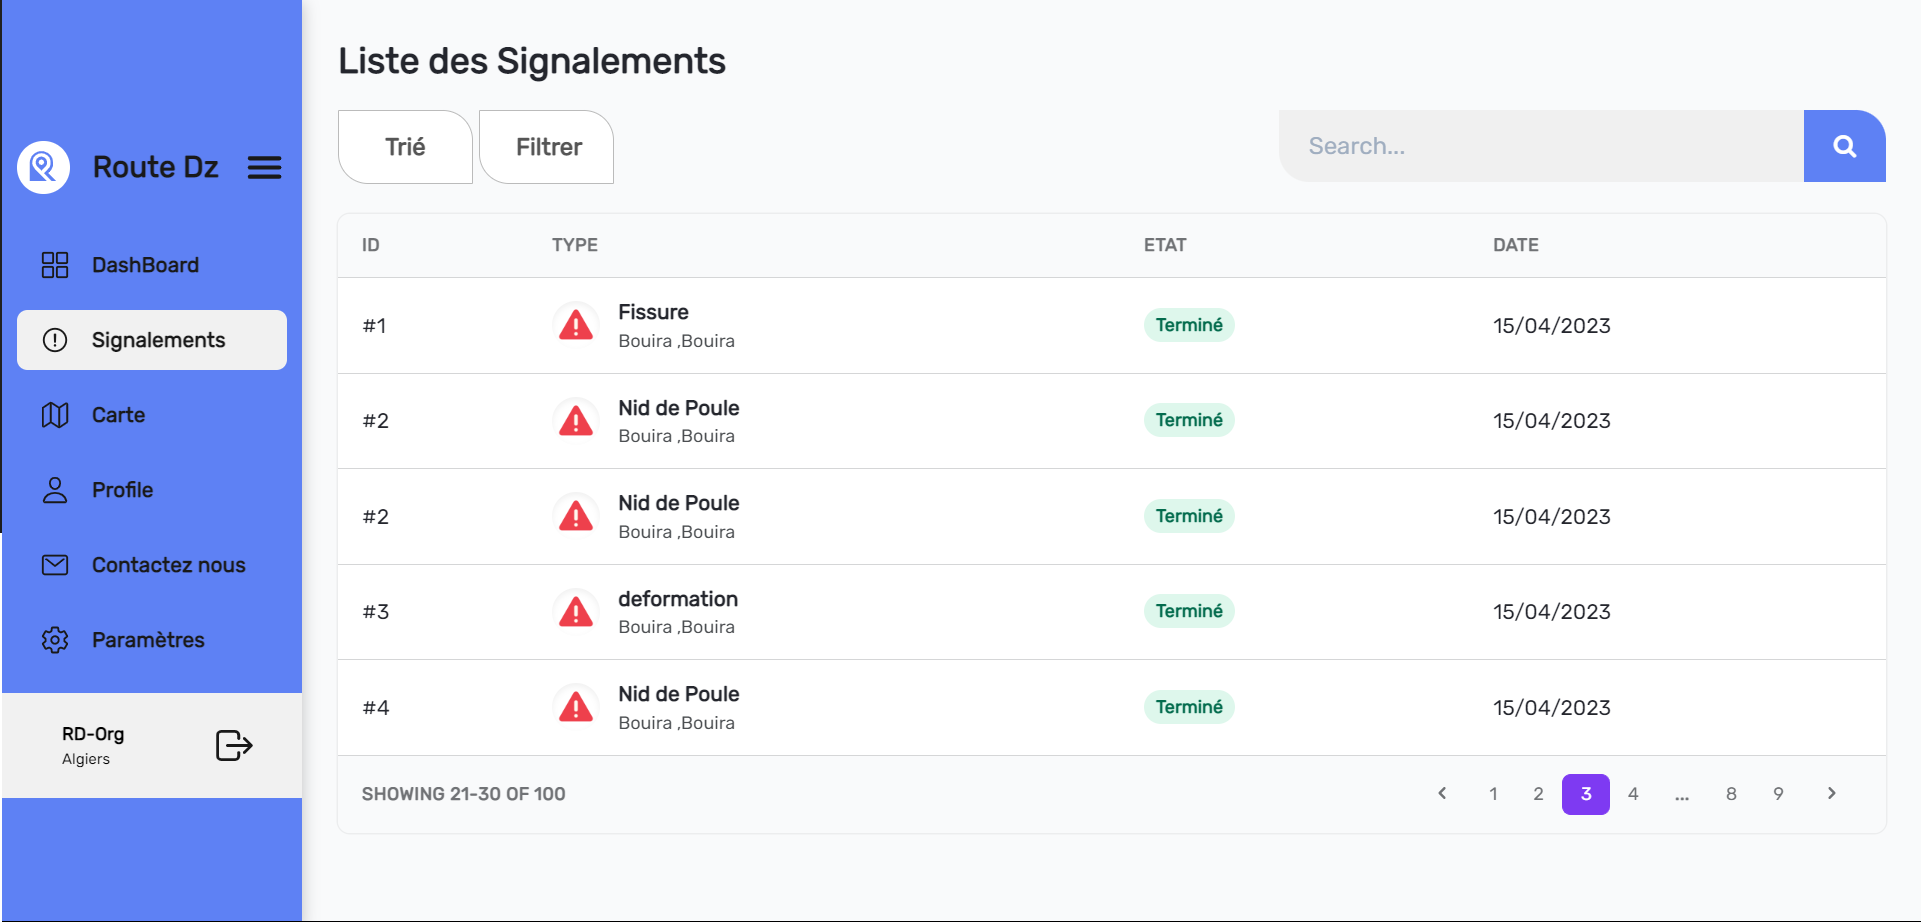 Route Dz
DashBoard
Signalements
Carte
Profile
Contactez nous
Paramètres
RD-Org
Algiers
Liste des Signalements
Trié
Filtrer
Search...
ID TYPE ETAT DATE
#1 Fissure Terminé 15/04/2023
Bouira ,Bouira
#2 Nid de Poule Terminé 15/04/2023
Bouira ,Bouira
#2 Nid de Poule Terminé 15/04/2023
Bouira ,Bouira
#3 deformation Terminé 15/04/2023
Bouira ,Bouira
#4 Nid de Poule Terminé 15/04/2023
Bouira ,Bouira
SHOWING 21-30 OF 100 1 2 3 4 ... 8 9